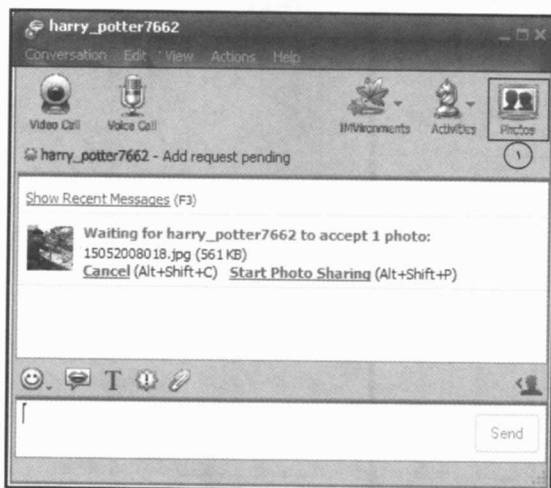 harry_potter7662
Conversation Edit View Actions Help
Video Call Voice Call IMVironments Activities Photos
harry_potter7662 - Add request pending
١
Show Recent Messages (F3)
Waiting for harry_potter7662 to accept 1 photo:
15052008018.jpg (561 KB)
Cancel (Alt+Shift+C) Start Photo Sharing (Alt+Shift+P)
T
Send